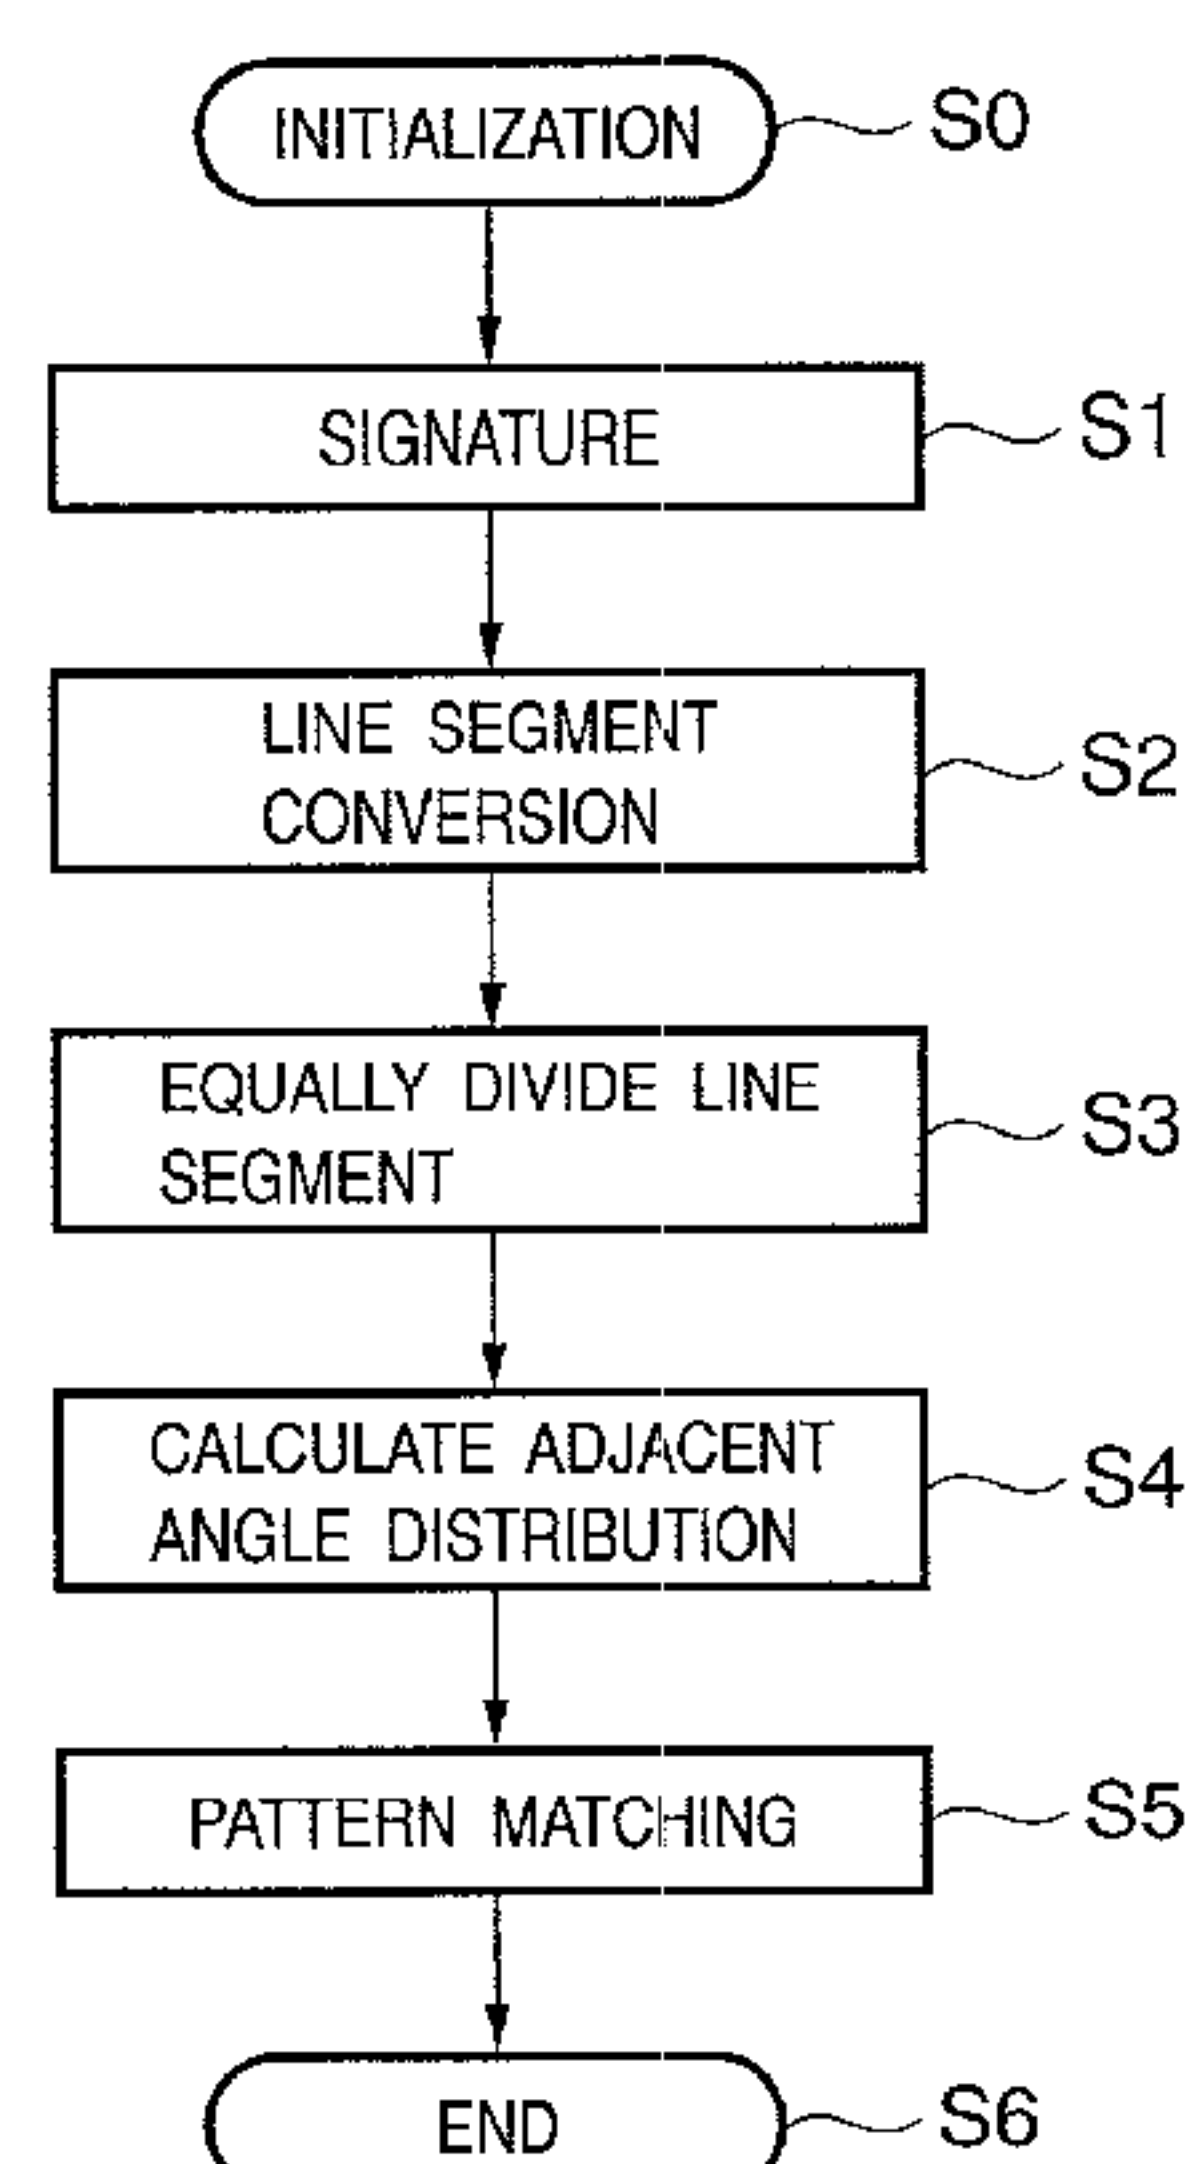 INITIALIZATION S0
SIGNATURE S1
LINE SEGMENT
CONVERSION
S2
EQUALLY DIVIDE LINE
SEGMENT
S3
CALCULATE ADJACENT
ANGLE DISTRIBUTION
S4
PATTERN MATCHING S5
END S6